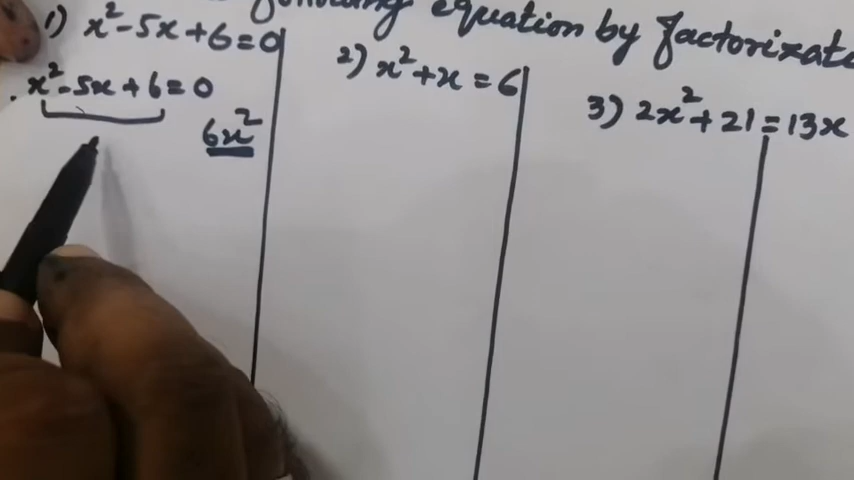 following equation by factorizat
1) x²-5x+6=0
x²-5x+6=0
6x²
2) x²+x=6
3) 2x²+21=13x